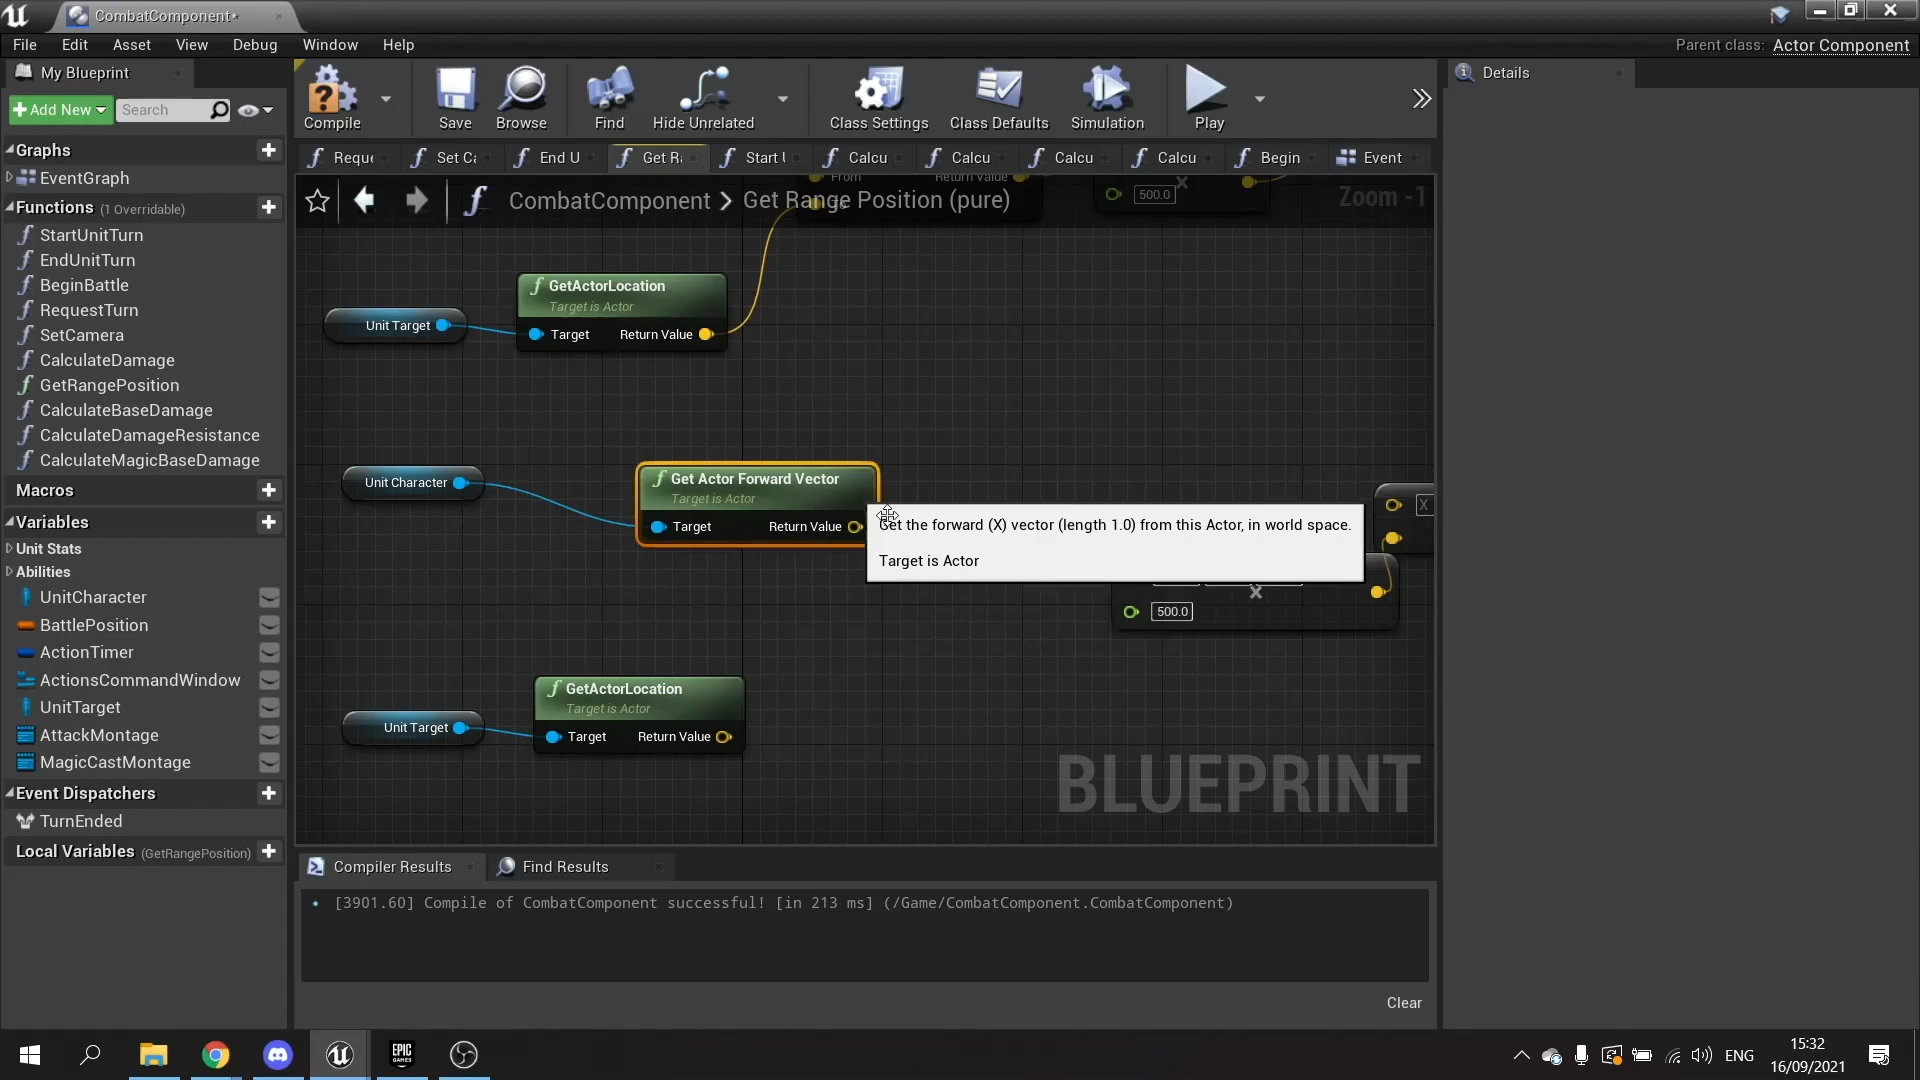 CombatComponent*
File Edit Asset View Debug Window Help
Parent class: Actor Component
My Blueprint
Add New
Search
Compile
Save
Browse
Find
Hide Unrelated
Class Settings
Class Defaults
Simulation
Play
Details
Graphs
EventGraph
Functions (1 Overridable)
StartUnitTurn
EndUnitTurn
BeginBattle
RequestTurn
SetCamera
CalculateDamage
GetRangePosition
CalculateBaseDamage
CalculateDamageResistance
CalculateMagicBaseDamage
Macros
Variables
Unit Stats
Abilities
UnitCharacter
BattlePosition
ActionTimer
ActionsCommandWindow
UnitTarget
AttackMontage
MagicCastMontage
Event Dispatchers
TurnEnded
Local Variables (GetRangePosition)
Reque
Set Ca
End U
Get Ra
Start U
Calcu
Calcu
Calcu
Calcu
Begin
Event
From Return Value
500.0
CombatComponent > Get Range Position (pure)
Zoom -1
GetActorLocation
Target is Actor
Unit Target
Target Return Value
Unit Character
Get Actor Forward Vector
Target is Actor
Target Return Value
X
Get the forward (X) vector (length 1.0) from this Actor, in world space.
Target is Actor
500.0
GetActorLocation
Target is Actor
Unit Target
Target Return Value
BLUEPRINT
Compiler Results
Find Results
[3901.60] Compile of CombatComponent successful! [in 213 ms] (/Game/CombatComponent.CombatComponent)
Clear
EPIC
GAMES
ENG
15:32
16/09/2021